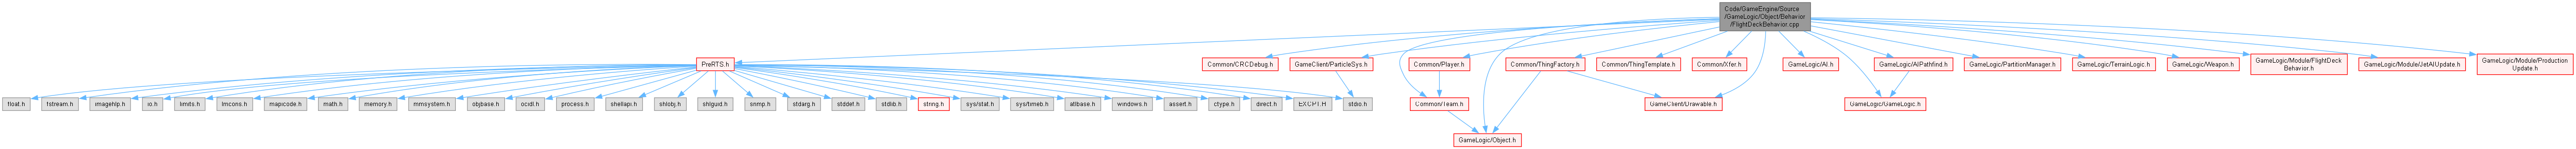 Code/GameEngine/Source
/GameLogic/Object/Behavior
/FlightDeckBehavior.cpp
PreRTS.h
Common/CRCDebug.h
GameClient/ParticleSys.h
Common/Player.h
Common/ThingFactory.h
Common/ThingTemplate.h
Common/Xfer.h
GameLogic/AI.h
GameLogic/AIPathfind.h
GameLogic/PartitionManager.h
GameLogic/TerrainLogic.h
GameLogic/Weapon.h
GameLogic/Module/FlightDeck
Behavior.h
GameLogic/Module/JetAIUpdate.h
GameLogic/Module/Production
Update.h
float.h
fstream.h
imagehlp.h
io.h
limits.h
lmcons.h
mapicode.h
math.h
memory.h
mmsystem.h
objbase.h
ocidl.h
process.h
shellapi.h
shlobj.h
shlguid.h
snmp.h
stdarg.h
stddef.h
stdlib.h
string.h
sys/stat.h
sys/timeb.h
atlbase.h
windows.h
assert.h
ctype.h
direct.h
EXCPT.H
stdio.h
Common/Team.h
GameClient/Drawable.h
GameLogic/GameLogic.h
GameLogic/Object.h